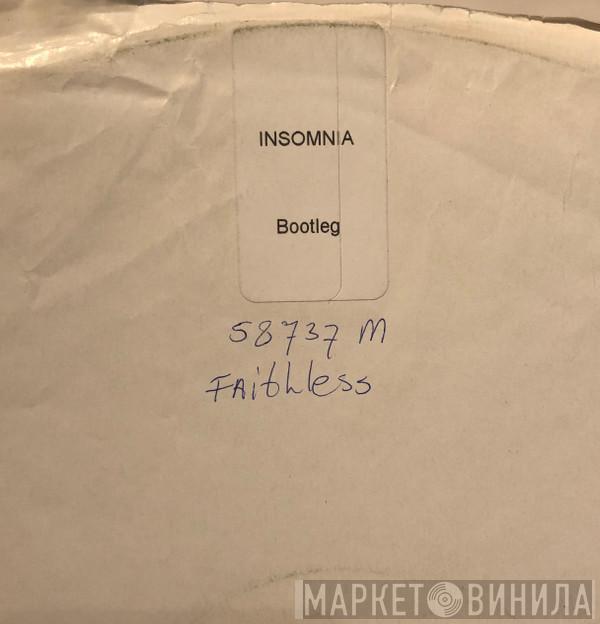 INSOMNIA
Bootleg
58737 M
FAithless
МАРКЕТ ВИНИЛА